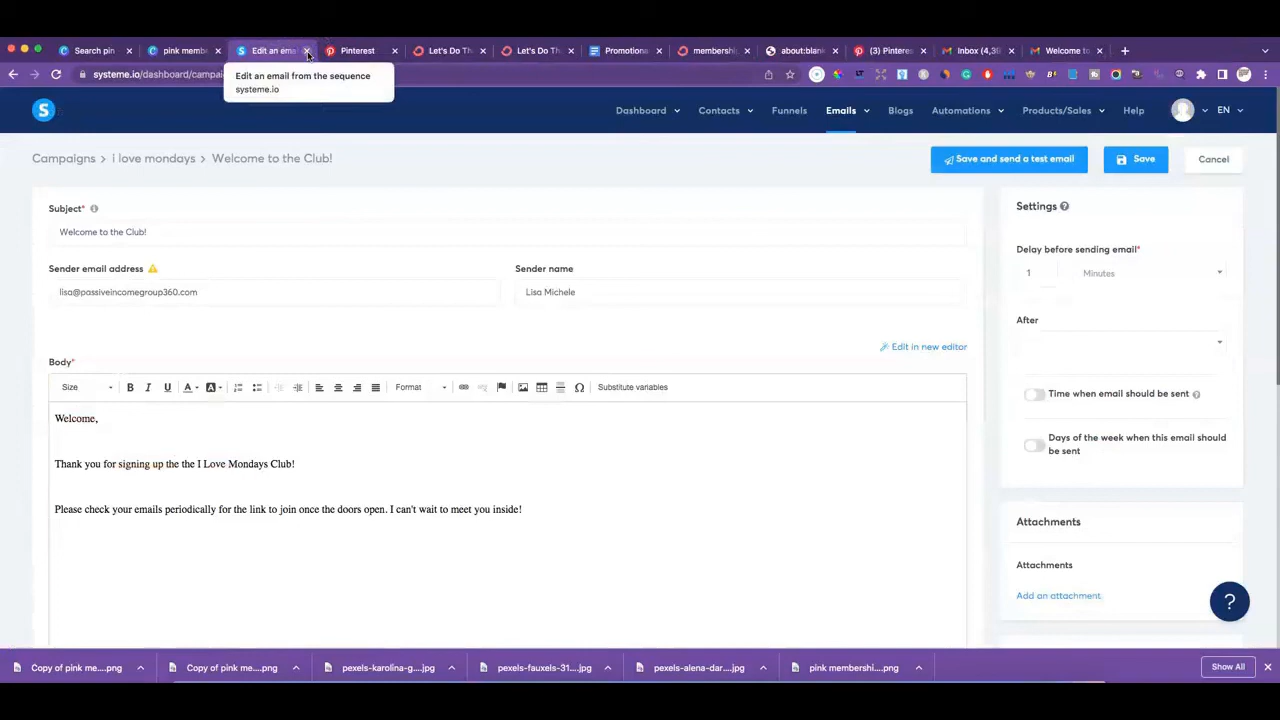 Search pin
pink memb
Edit an ema
Pinterest
Let's Do Th
Let's Do Th
Promotiona
membership
about:blank
(3) Pinteres
Inbox (4,3
Welcome to
systeme.io/dashboard/campa
Edit an email from the sequence
systeme.io
S
Dashboard
Contacts
Funnels
Emails
Blogs
Automations
Products/Sales
Help
EN
Campaigns > i love mondays > Welcome to the Club!
Save and send a test email
Save
Cancel
Subject*
Welcome to the Club!
Sender email address
Sender name
lisa@passiveincomegroup360.com
Lisa Michele
Edit in new editor
Body*
Size
B
I
U
A
A
Format
Ω
Substitute variables
Welcome,
Thank you for signing up the the I Love Mondays Club!
Please check your emails periodically for the link to join once the doors open. I can't wait to meet you inside!
Settings
Delay before sending email*
1
Minutes
After
Time when email should be sent
Days of the week when this email should
be sent
Attachments
Attachments
Add an attachment
?
Copy of pink me....png
Copy of pink me....png
pexels-karolina-g....jpg
pexels-fauxels-31....jpg
pexels-alena-dar....jpg
pink membershi....png
Show All